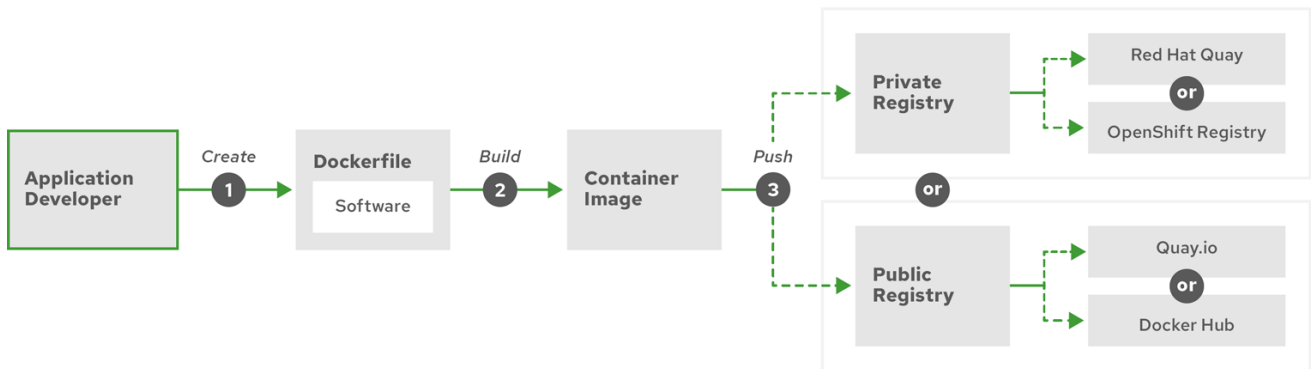 Application
Developer
Create
1
Dockerfile
Software
Build
2
Container
Image
Push
3
Private
Registry
Red Hat Quay
or
OpenShift Registry
or
Public
Registry
Quay.io
or
Docker Hub